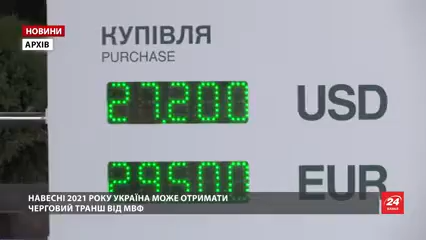 НОВИНИ
АРХІВ
КУПІВЛЯ
PURCHASE
27.200 USD
29.500 EUR
НАВЕСНІ 2021 РОКУ УКРАЇНА МОЖЕ ОТРИМАТИ
ЧЕРГОВИЙ ТРАНШ ВІД МВФ
24